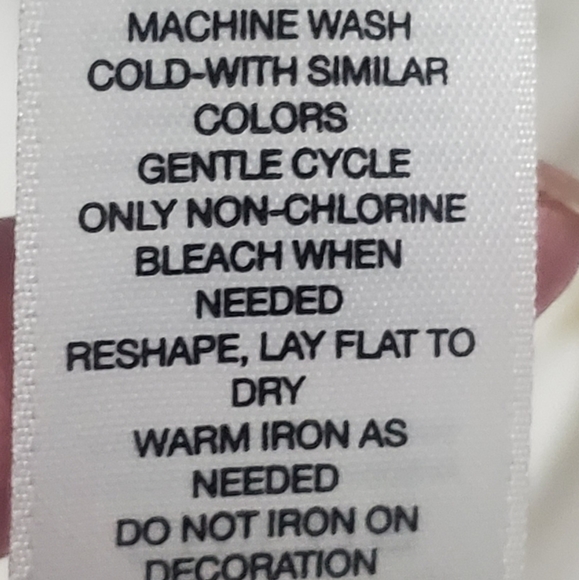 MACHINE WASH
COLD-WITH SIMILAR
COLORS
GENTLE CYCLE
ONLY NON-CHLORINE
BLEACH WHEN
NEEDED
RESHAPE, LAY FLAT TO
DRY
WARM IRON AS
NEEDED
DO NOT IRON ON
DECORATION